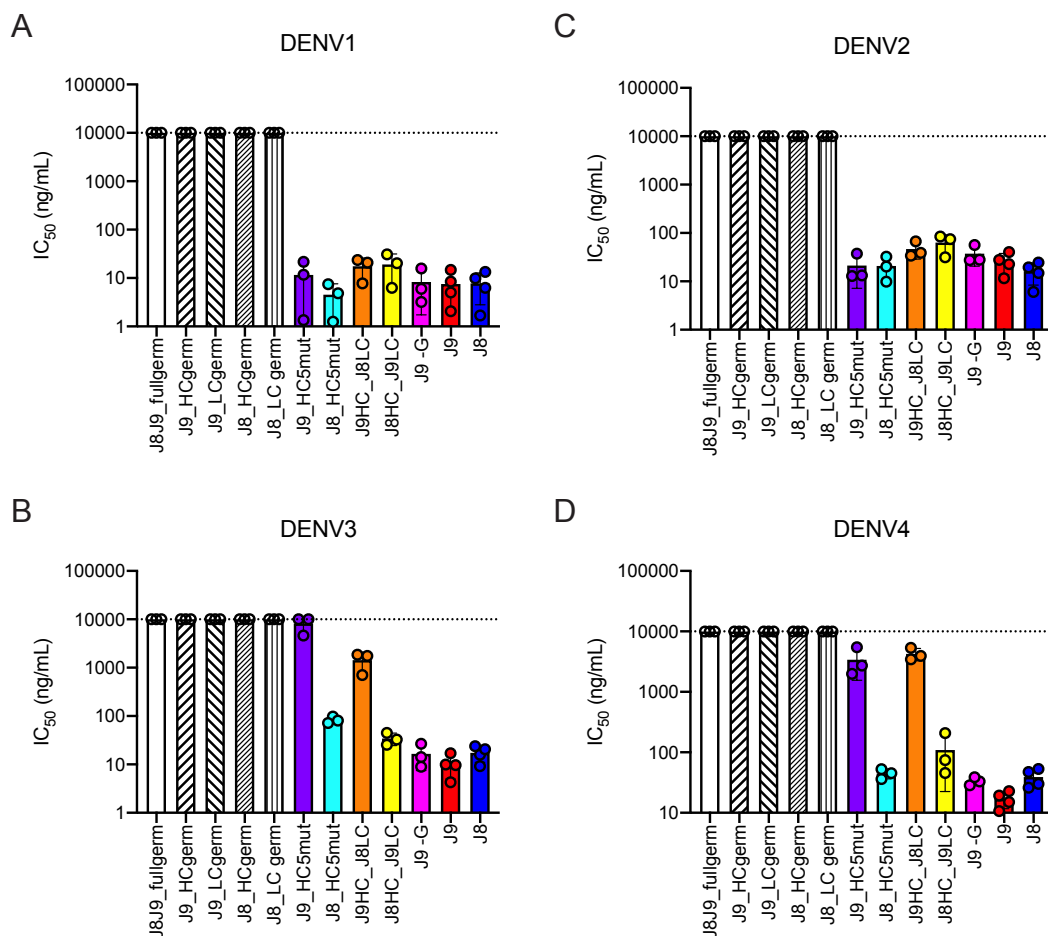 A
DENV1
IC50 (ng/mL)
100000
10000
1000
100
10
1
J8J9_fullgerm
J9_HCgerm
J9_LCgerm
J8_HCgerm
J8_LC germ
J9_HC5mut
J8_HC5mut
J9HC_J8LC
J8HC_J9LC
J9 -G
J9
J8
C
DENV2
IC50 (ng/mL)
100000
10000
1000
100
10
1
J8J9_fullgerm
J9_HCgerm
J9_LCgerm
J8_HCgerm
J8_LC germ
J9_HC5mut
J8_HC5mut
J9HC_J8LC
J8HC_J9LC
J9 -G
J9
J8
B
DENV3
IC50 (ng/mL)
100000
10000
1000
100
10
1
J8J9_fullgerm
J9_HCgerm
J9_LCgerm
J8_HCgerm
J8_LC germ
J9_HC5mut
J8_HC5mut
J9HC_J8LC
J8HC_J9LC
J9 -G
J9
J8
D
DENV4
IC50 (ng/mL)
100000
10000
1000
100
10
J8J9_fullgerm
J9_HCgerm
J9_LCgerm
J8_HCgerm
J8_LC germ
J9_HC5mut
J8_HC5mut
J9HC_J8LC
J8HC_J9LC
J9 -G
J9
J8